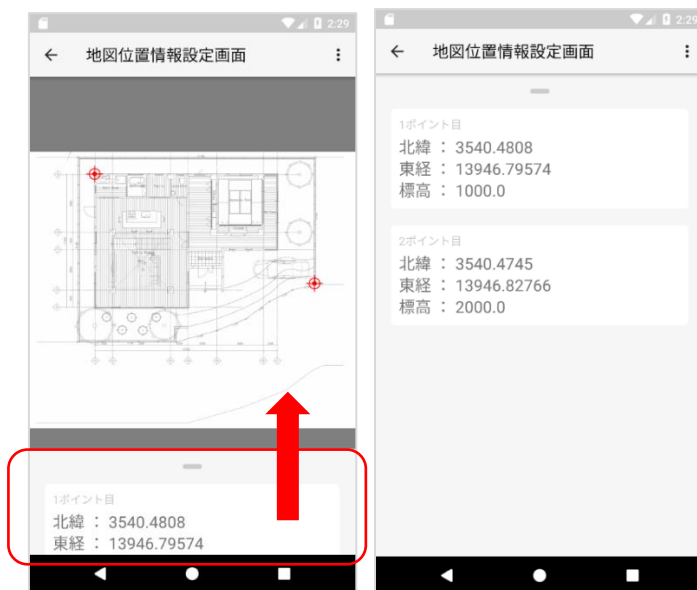 2:29
地図位置情報設定画面
1ポイント目
北緯 ： 3540.4808
東経 ： 13946.79574
2:29
地図位置情報設定画面
1ポイント目
北緯 ： 3540.4808
東経 ： 13946.79574
標高 ： 1000.0
2ポイント目
北緯 ： 3540.4745
東経 ： 13946.82766
標高 ： 2000.0